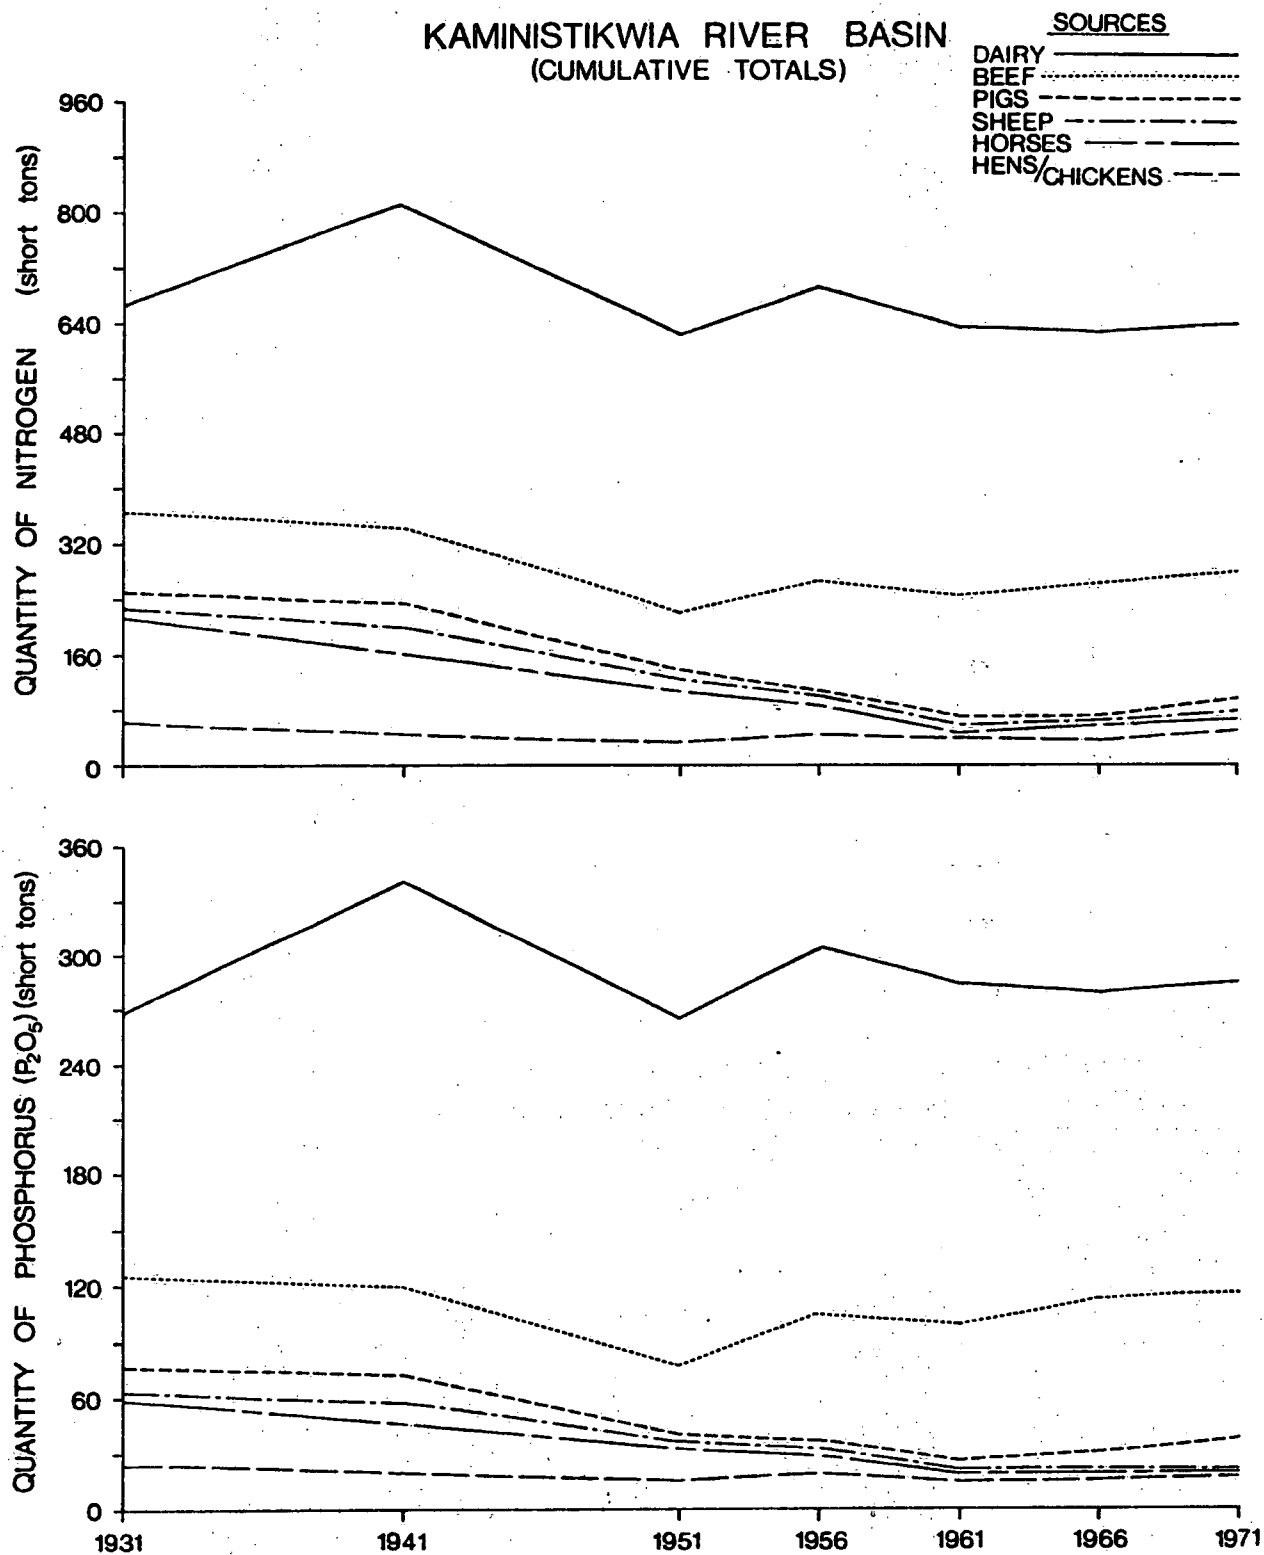 KAMINISTIKWIA RIVER BASIN
(CUMULATIVE TOTALS)
SOURCES
DAIRY
BEEF
PIGS
SHEEP
HORSES
HENS/CHICKENS
QUANTITY OF NITROGEN (short tons)
960
800
640
480
320
160
0
QUANTITY OF PHOSPHORUS (P₂O₅) (short tons)
360
300
240
180
120
60
0
1931 1941 1951 1956 1961 1966 1971